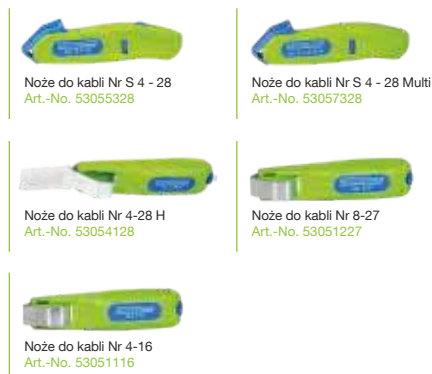 Noże do kabli Nr S 4 - 28
Art.-No. 53055328
Noże do kabli Nr S 4 - 28 Multi
Art.-No. 53057328
Noże do kabli Nr 4-28 H
Art.-No. 53054128
Noże do kabli Nr 8-27
Art.-No. 53051227
Noże do kabli Nr 4-16
Art.-No. 53051116